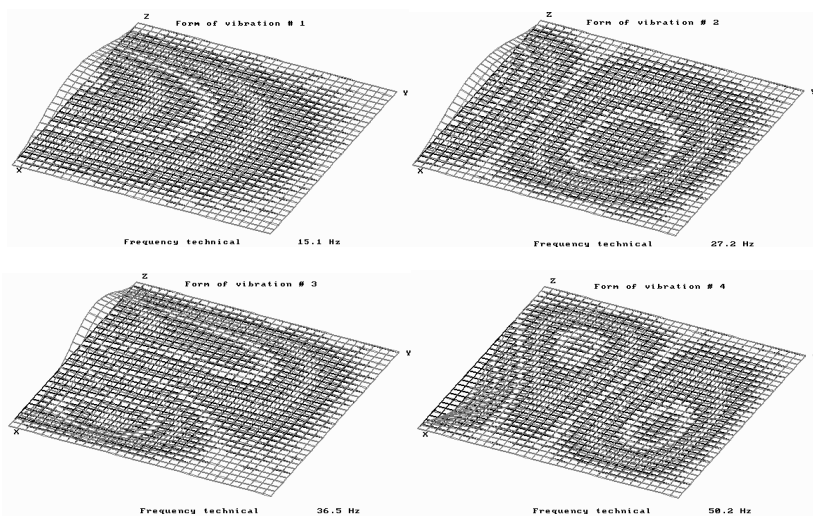 Z
Form of vibration # 1
Y
X
Frequency technical 15.1 Hz
Z
Form of vibration # 2
X
Frequency technical 27.2 Hz
Z
Form of vibration # 3
Y
X
Frequency technical 36.5 Hz
Z
Form of vibration # 4
X
Frequency technical 50.2 Hz